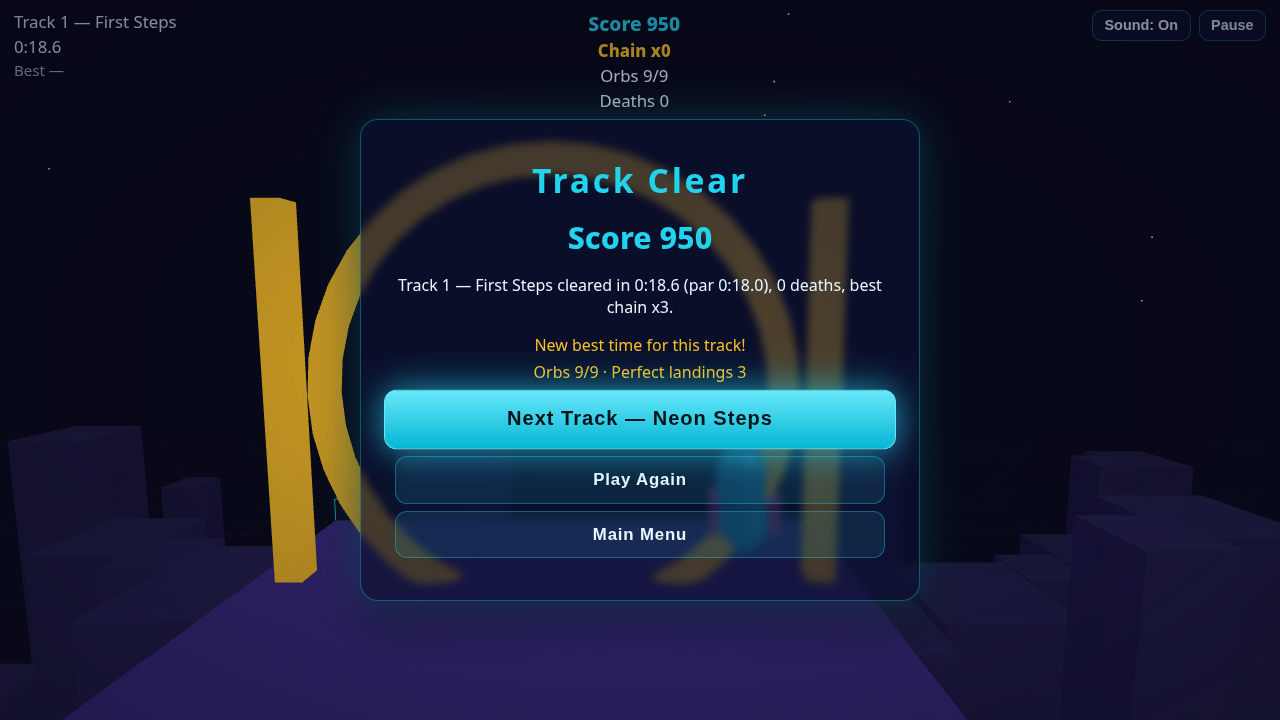 Track 1 — First Steps
0:18.6
Best —
Score 950
Chain x0
Orbs 9/9
Deaths 0
Sound: On
Pause
Track Clear
Score 950
Track 1 — First Steps cleared in 0:18.6 (par 0:18.0), 0 deaths, best
chain x3.
New best time for this track!
Orbs 9/9 · Perfect landings 3
Next Track — Neon Steps
Play Again
Main Menu